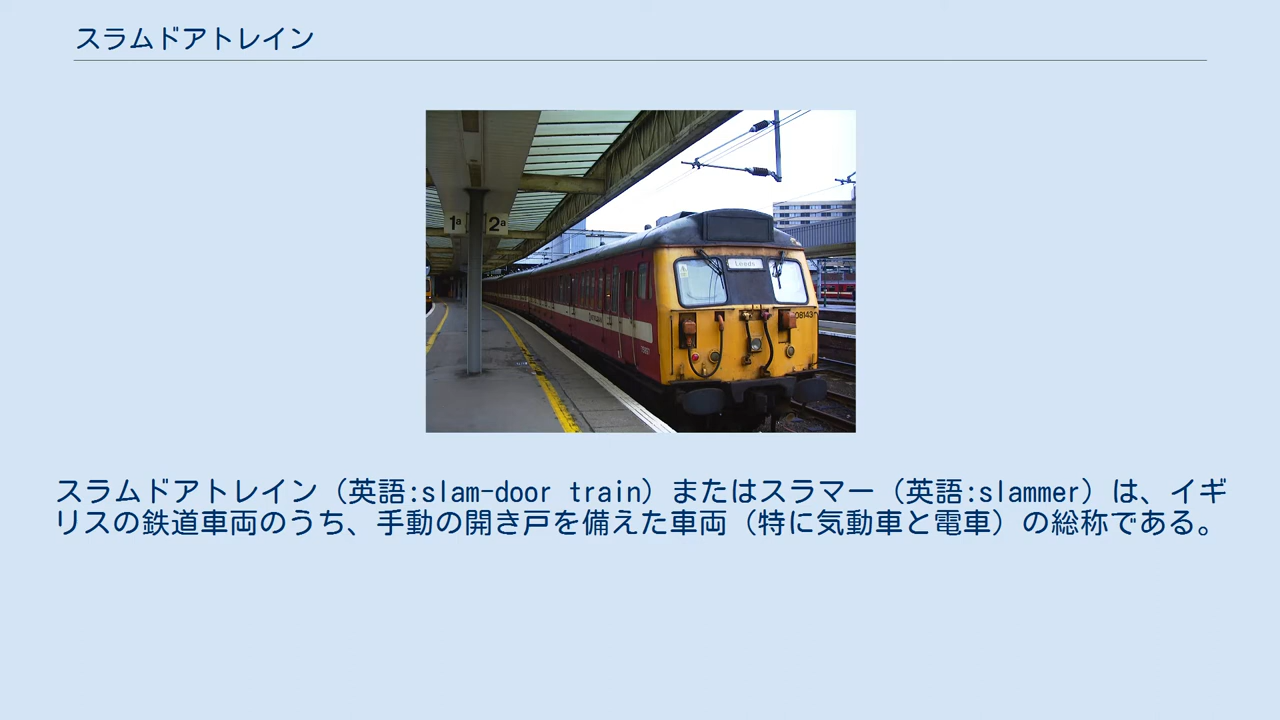 スラムドアトレイン
1a 2a
Leeds
スラムドアトレイン（英語:slam-door train）またはスラマー（英語:slammer）は、イギ
リスの鉄道車両のうち、手動の開き戸を備えた車両（特に気動車と電車）の総称である。